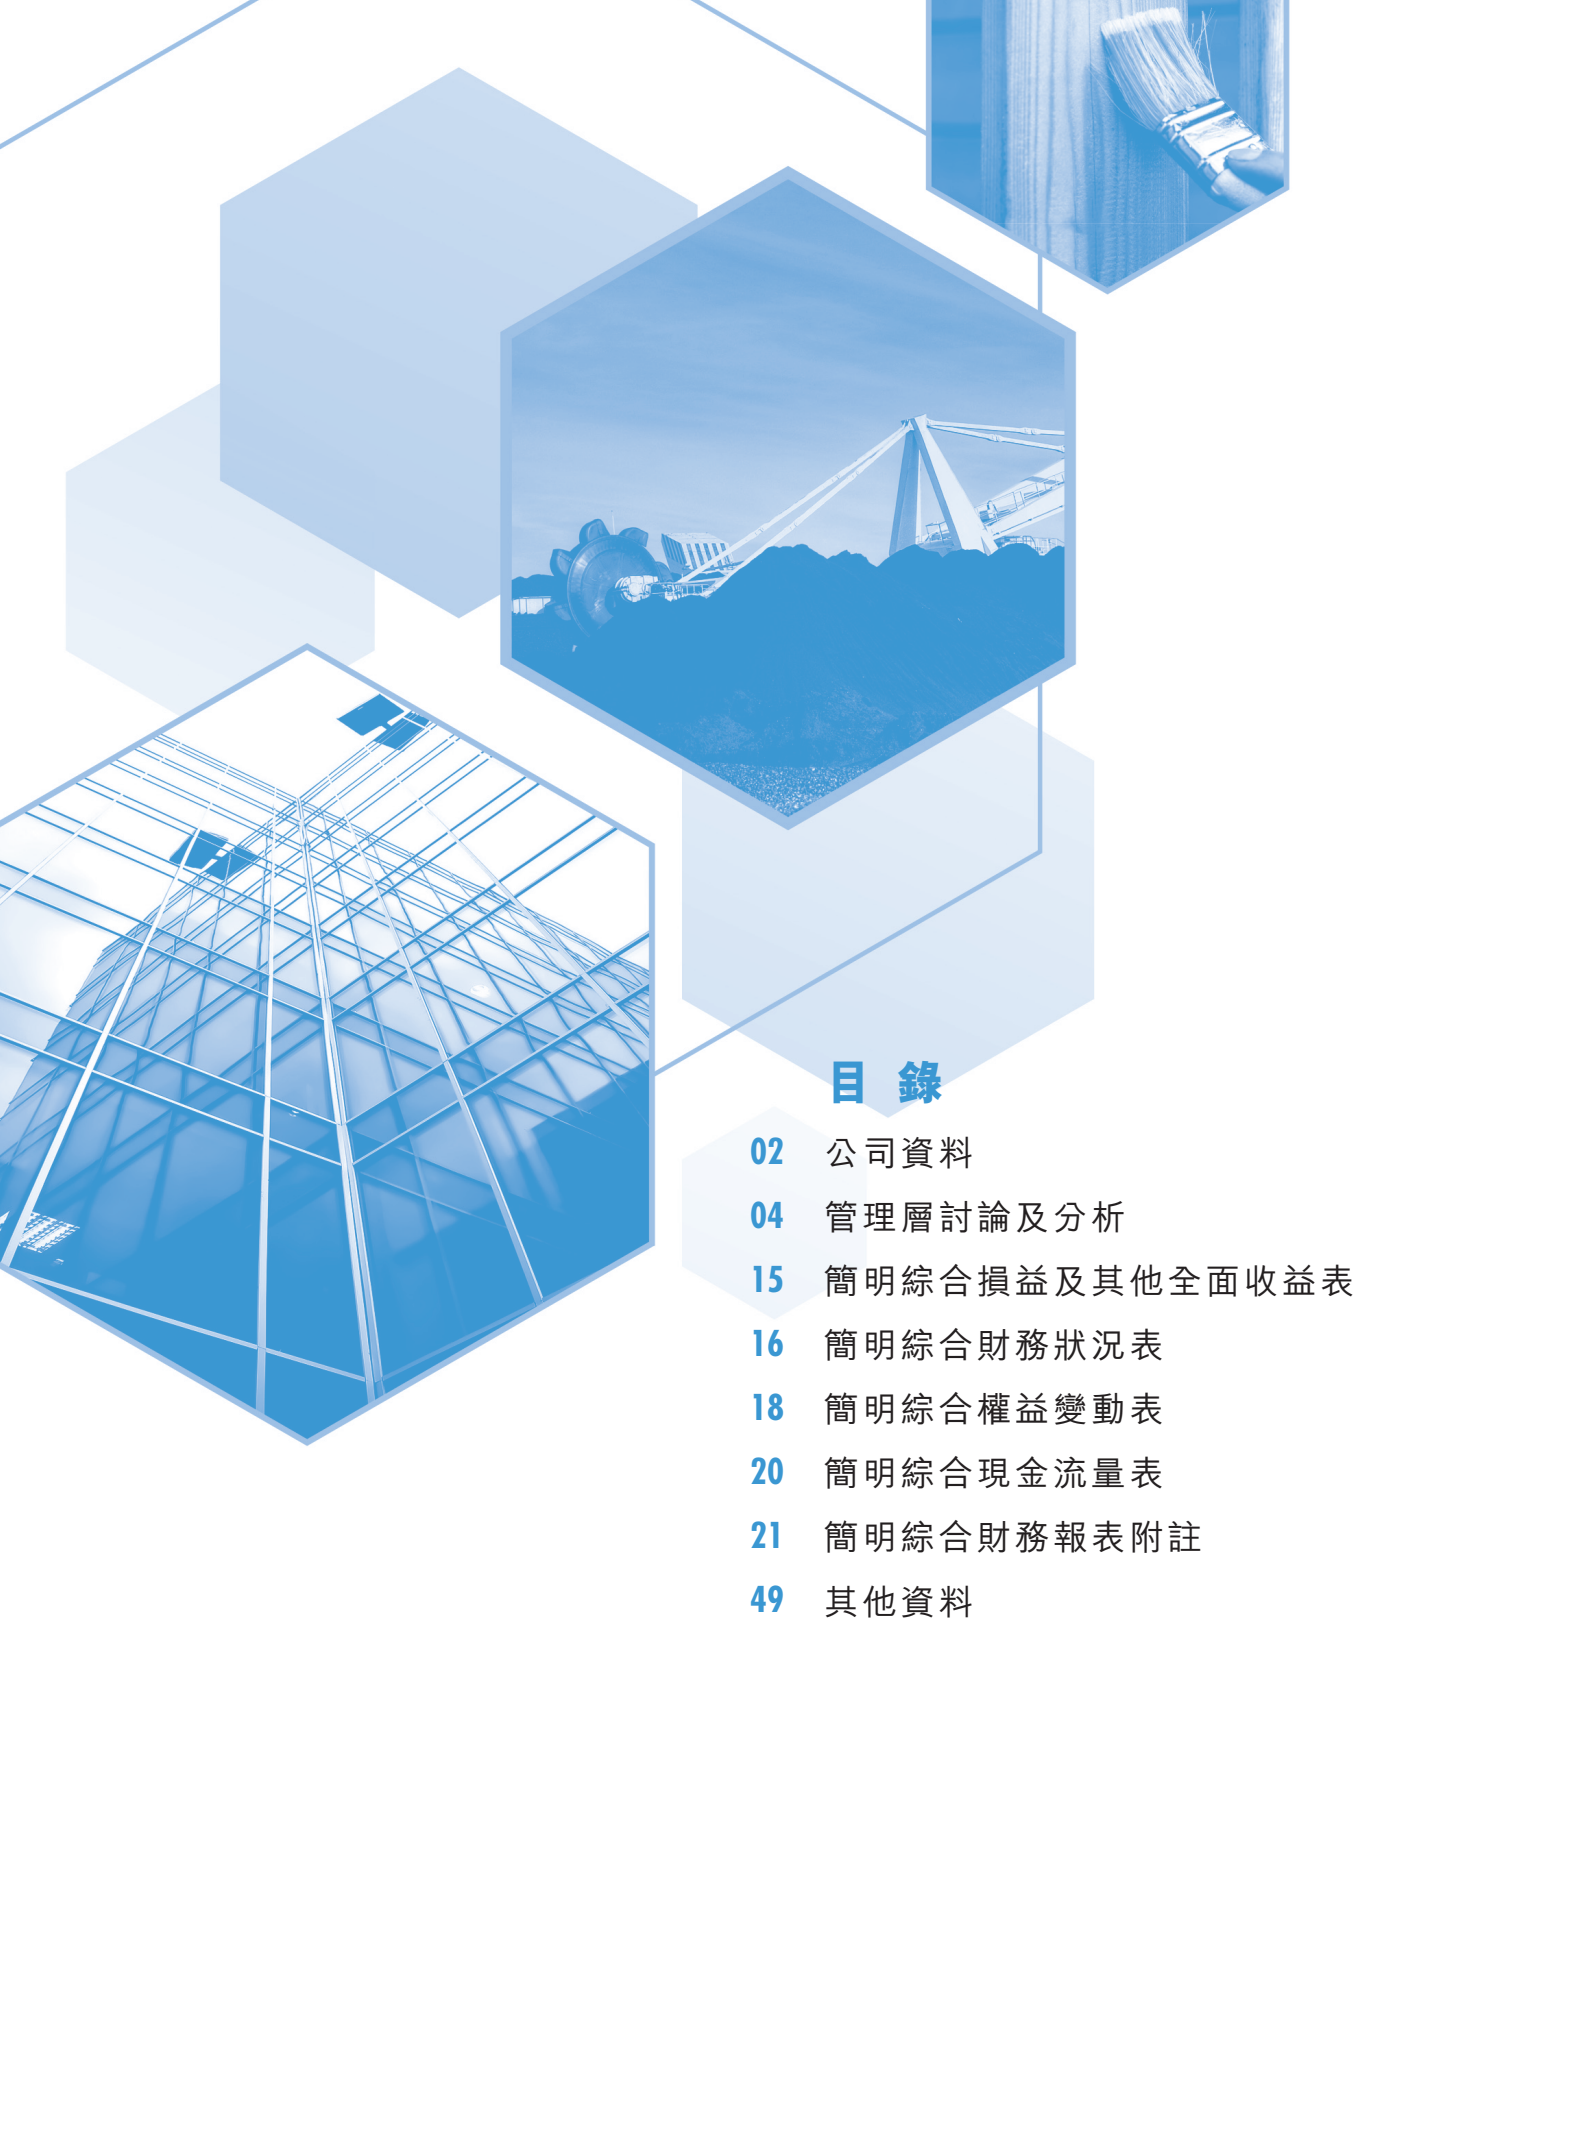 目錄
02 公司資料
04 管理層討論及分析
15 簡明綜合損益及其他全面收益表
16 簡明綜合財務狀況表
18 簡明綜合權益變動表
20 簡明綜合現金流量表
21 簡明綜合財務報表附註
49 其他資料